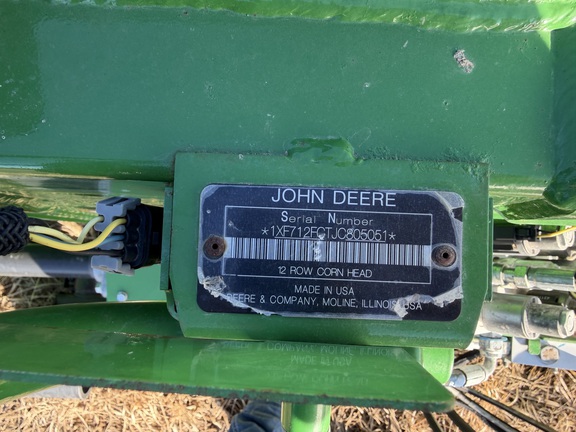 JOHN DEERE
Serial Number
*1XF712FCTJC805051*
12 ROW CORN HEAD
MADE IN USA
DEERE & COMPANY, MOLINE, ILLINOIS USA